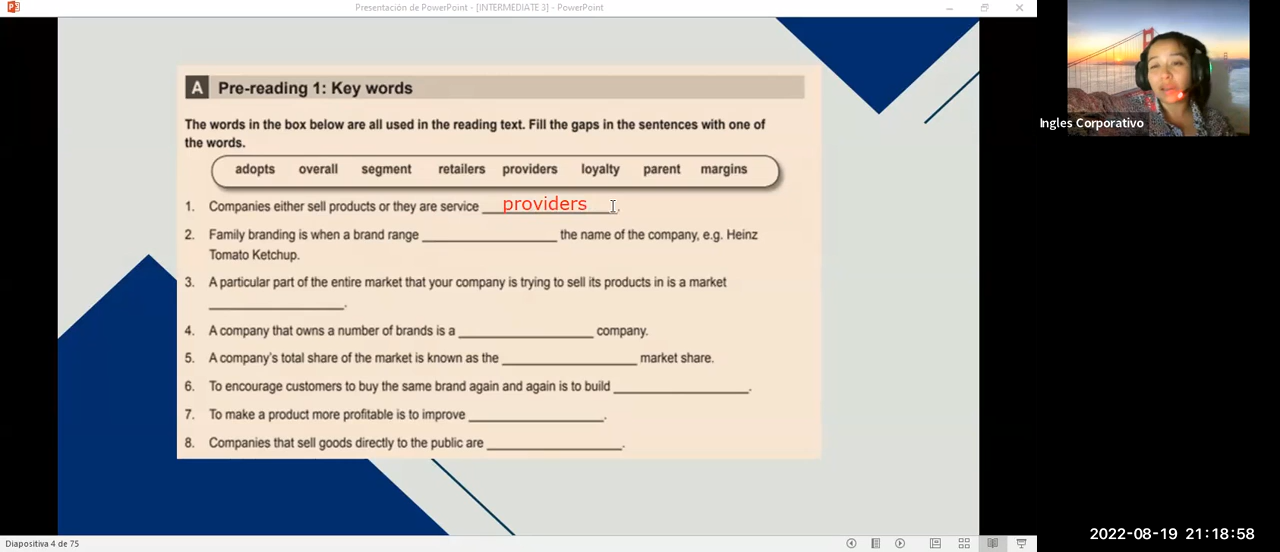 Presentación de PowerPoint - [INTERMEDIATE 3] - PowerPoint
A Pre-reading 1: Key words
The words in the box below are all used in the reading text. Fill the gaps in the sentences with one of
the words.
adopts overall segment retailers providers loyalty parent margins
1. Companies either sell products or they are service providers.
2. Family branding is when a brand range ____________ the name of the company, e.g. Heinz
Tomato Ketchup.
3. A particular part of the entire market that your company is trying to sell its products in is a market
____________.
4. A company that owns a number of brands is a ____________ company.
5. A company's total share of the market is known as the ____________ market share.
6. To encourage customers to buy the same brand again and again is to build ____________.
7. To make a product more profitable is to improve ____________.
8. Companies that sell goods directly to the public are ____________.
Ingles Corporativo
2022-08-19 21:18:58
Diapositiva 4 de 75